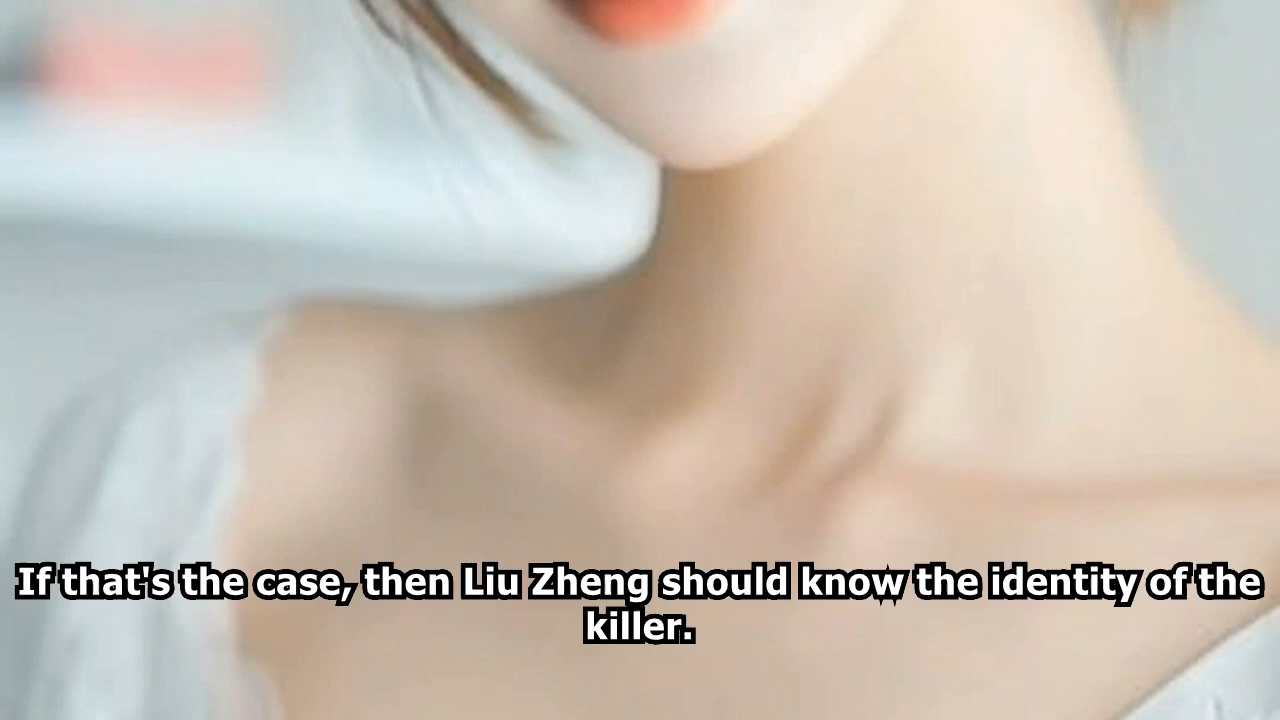 If that's the case, then Liu Zheng should know the identity of the
killer.